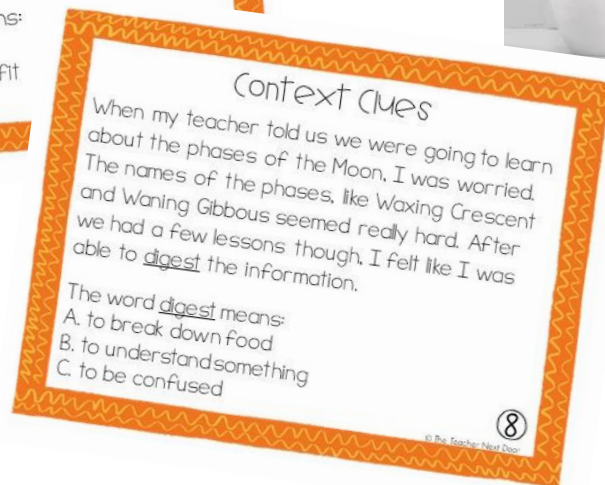 ns:
fit
Context Clues
When my teacher told us we were going to learn
about the phases of the Moon, I was worried.
The names of the phases, like Waxing Crescent
and Waning Gibbous seemed really hard. After
we had a few lessons though, I felt like I was
able to digest the information.
The word digest means:
A. to break down food
B. to understand something
C. to be confused
8
© The Teacher Next Door